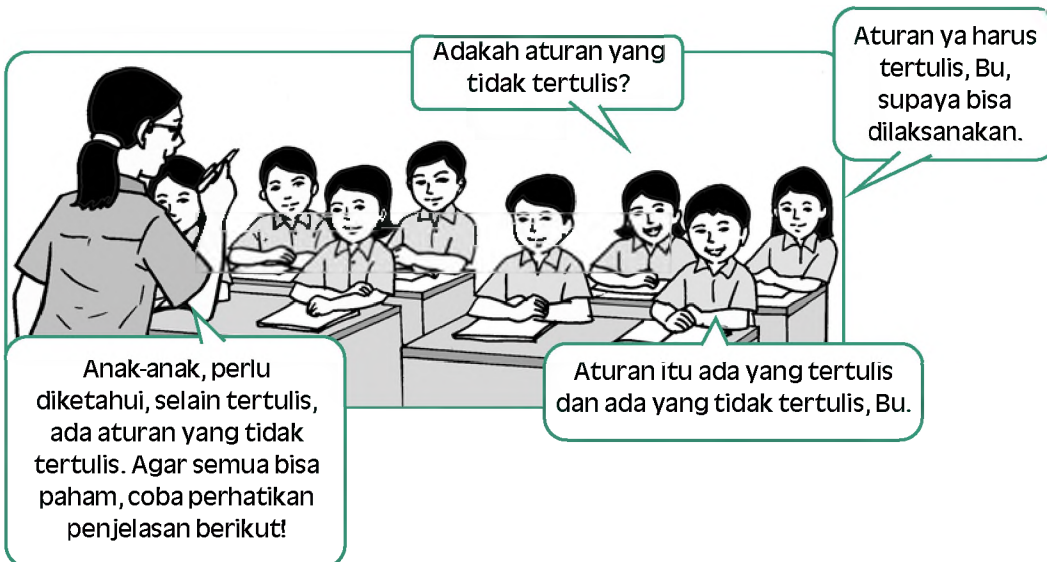 Adakah aturan yang
tidak tertulis?
Aturan ya harus
tertulis, Bu,
supaya bisa
dilaksanakan.
Aturan itu ada yang tertulis
dan ada yang tidak tertulis, Bu.
Anak-anak, perlu
diketahui, selain tertulis,
ada aturan yang tidak
tertulis. Agar semua bisa
paham, coba perhatikan
penjelasan berikut!